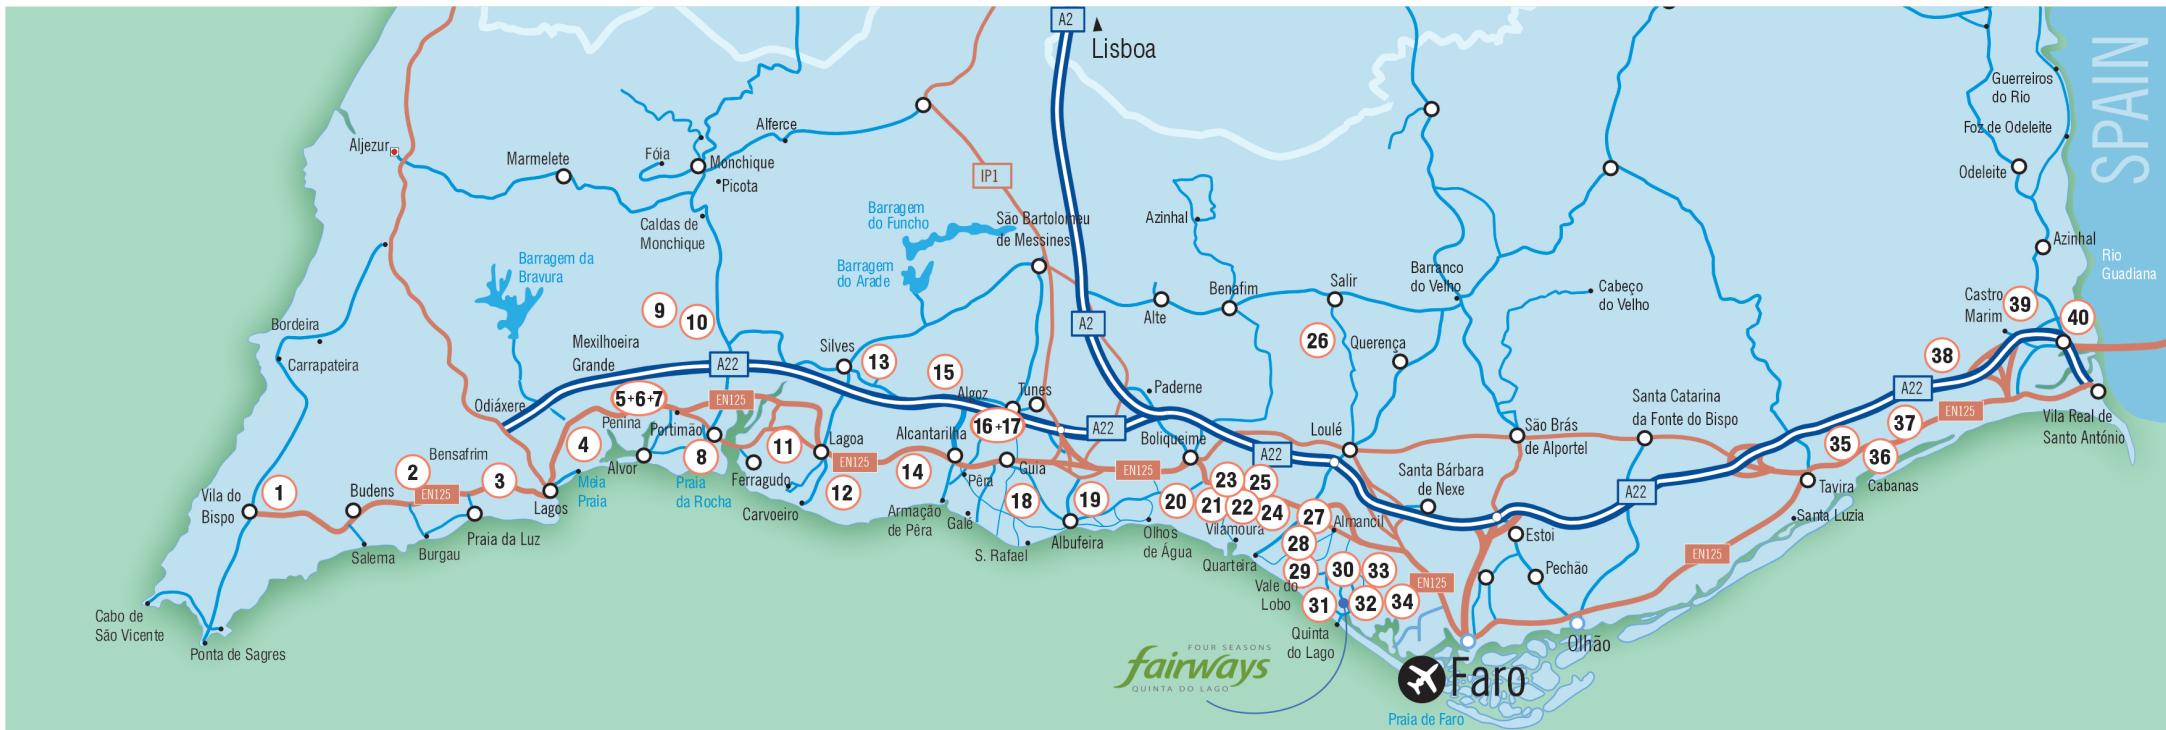 A2
Lisboa
SPAIN
Guerreiros
do Rio
Foz de Odeleite
Odeleite
Azinhal
Rio
Guadiana
Castro
Marim
39
40
38
Aljezur
Marmelete
Fóia
Alferce
Monchique
Picota
Caldas de
Monchique
IP1
Barragem
do Funcho
São Bartolomeu
de Messines
Barragem
do Arade
Barragem da
Bravura
Azinhal
Alte
Benafim
Salir
Barranco
do Velho
Cabeço
do Velho
Bordeira
Carrapateira
9
10
Mexilhoeira
Grande
A22
Silves
13
15
A2
26
Querença
Algoz
Tunes
Paderne
Santa Catarina
da Fonte do Bispo
A22
EN125
Vila Real de
Santo António
Odiáxere
5+6+7
Penina
EN125
Portimão
16+17
A22
Alcantarilha
Boliqueime
Loulé
São Brás
de Alportel
37
35
36
Cabanas
4
Alvor
8
11
Lagoa
EN125
14
Guia
EN125
A22
Santa Bárbara
de Nexe
A22
Tavira
Santa Luzia
Bensafrim
2
EN125
3
1
Vila do
Bispo
Budens
Lagos
Meia
Praia
Praia
da Rocha
Ferragudo
12
Carvoeiro
Pêra
Armação
de Pêra
Galé
18
19
S. Rafael
Albufeira
Olhos
de Água
20
23
25
21
22
24
Vilamoura
Quarteira
27
Almancil
28
29
30
33
31
32
34
Vale do
Lobo
Quinta
do Lago
EN125
Estoi
Pechão
EN125
Olhão
Salema
Burgau
Praia da Luz
Cabo de
São Vicente
Ponta de Sagres
FOUR SEASONS
fairways
QUINTA DO LAGO
Faro
Praia de Faro